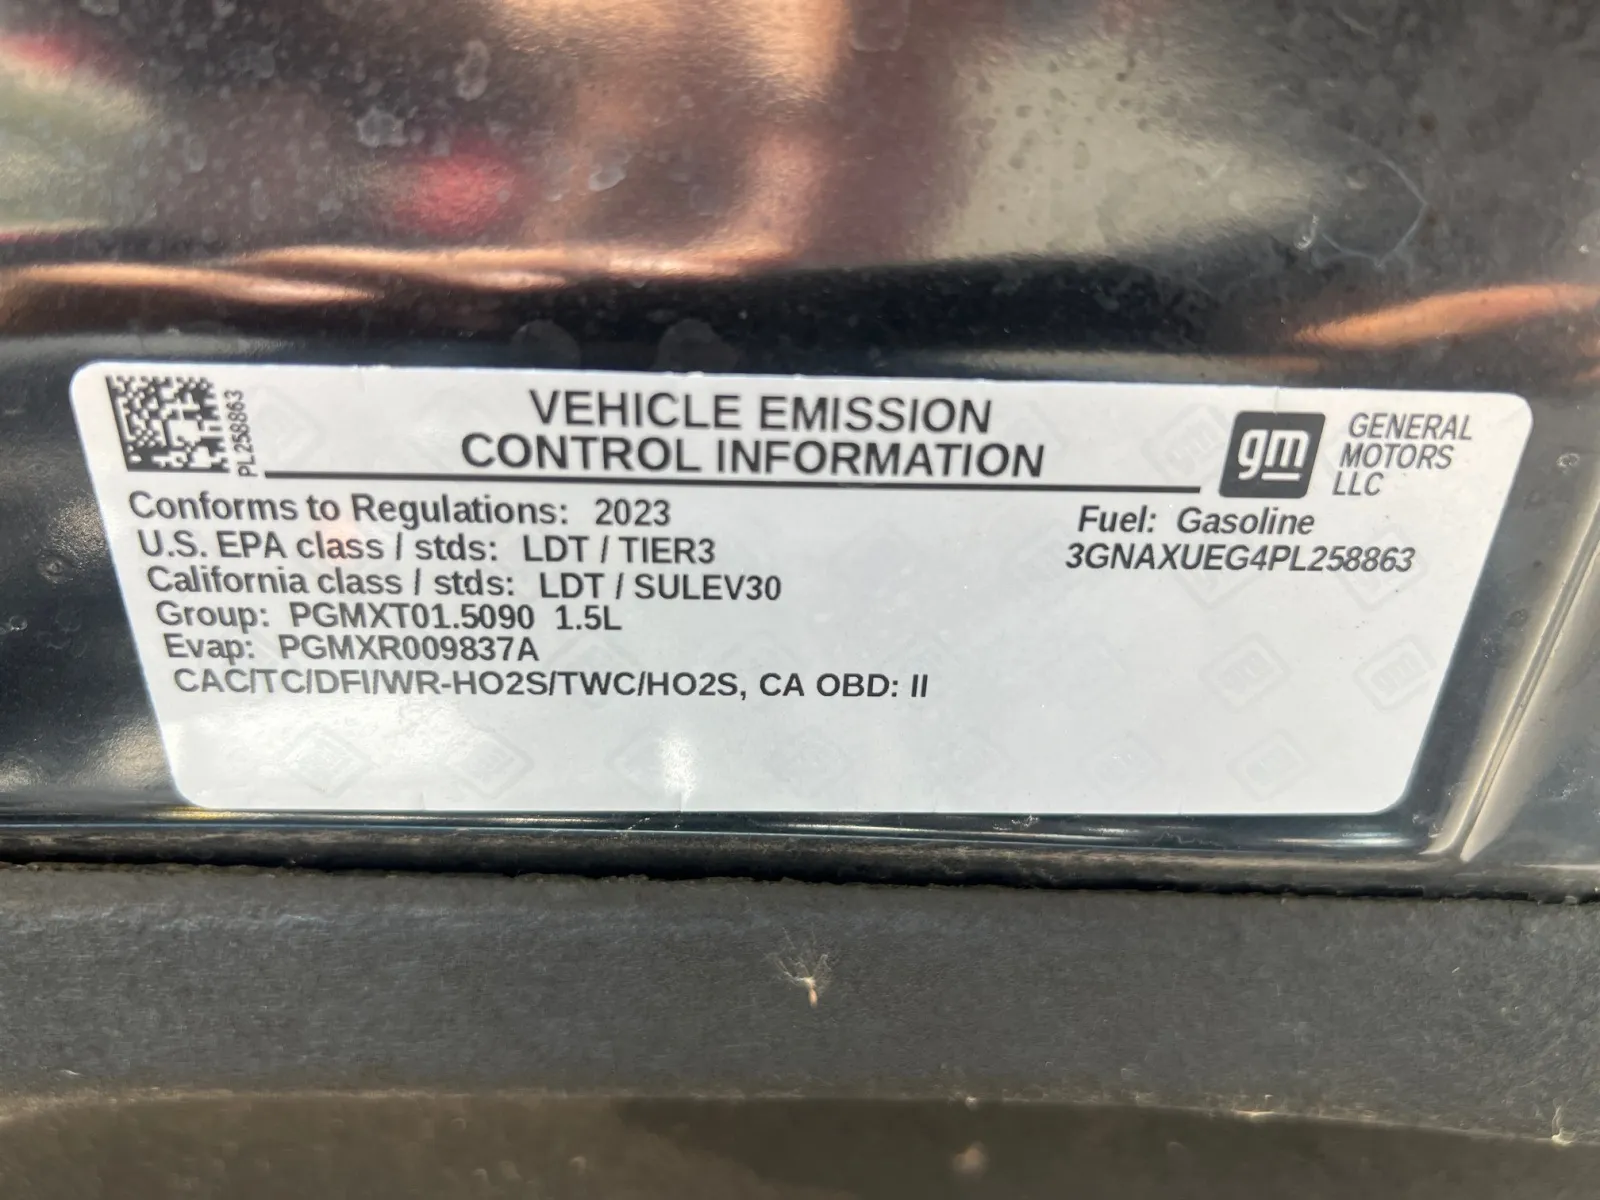 PL258863
VEHICLE EMISSION
CONTROL INFORMATION
gm
GENERAL
MOTORS
LLC
Conforms to Regulations: 2023
U.S. EPA class / stds: LDT / TIER3
California class / stds: LDT / SULEV30
Group: PGMXT01.5090 1.5L
Evap: PGMXR009837A
CAC/TC/DFI/WR-HO2S/TWC/HO2S, CA OBD: II
Fuel: Gasoline
3GNAXUEG4PL258863